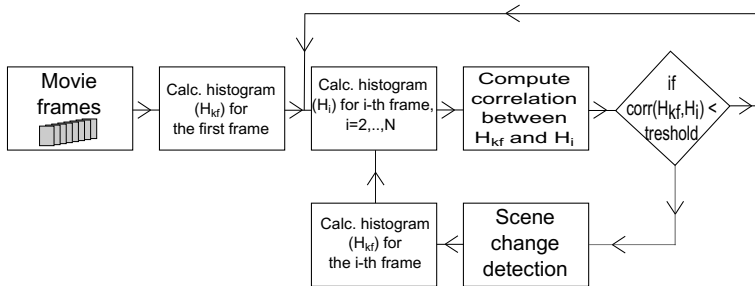 Movie
frames
Calc. histogram
(Hkf) for
the first frame
Calc. histogram
(Hi) for i-th frame,
i=2,..,N
Compute
correlation
between
Hkf and Hi
if
corr(Hkf,Hi) <
treshold
Calc. histogram
(Hkf) for
the i-th frame
Scene
change
detection